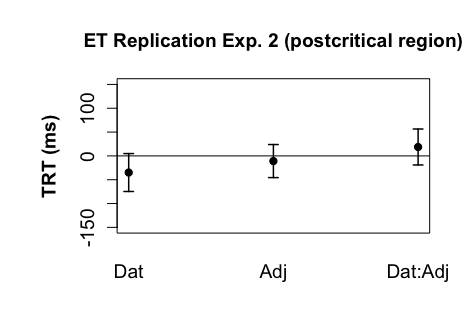 ET Replication Exp. 2 (postcritical region)
TRT (ms)
100
0
-150
Dat
Adj
Dat:Adj